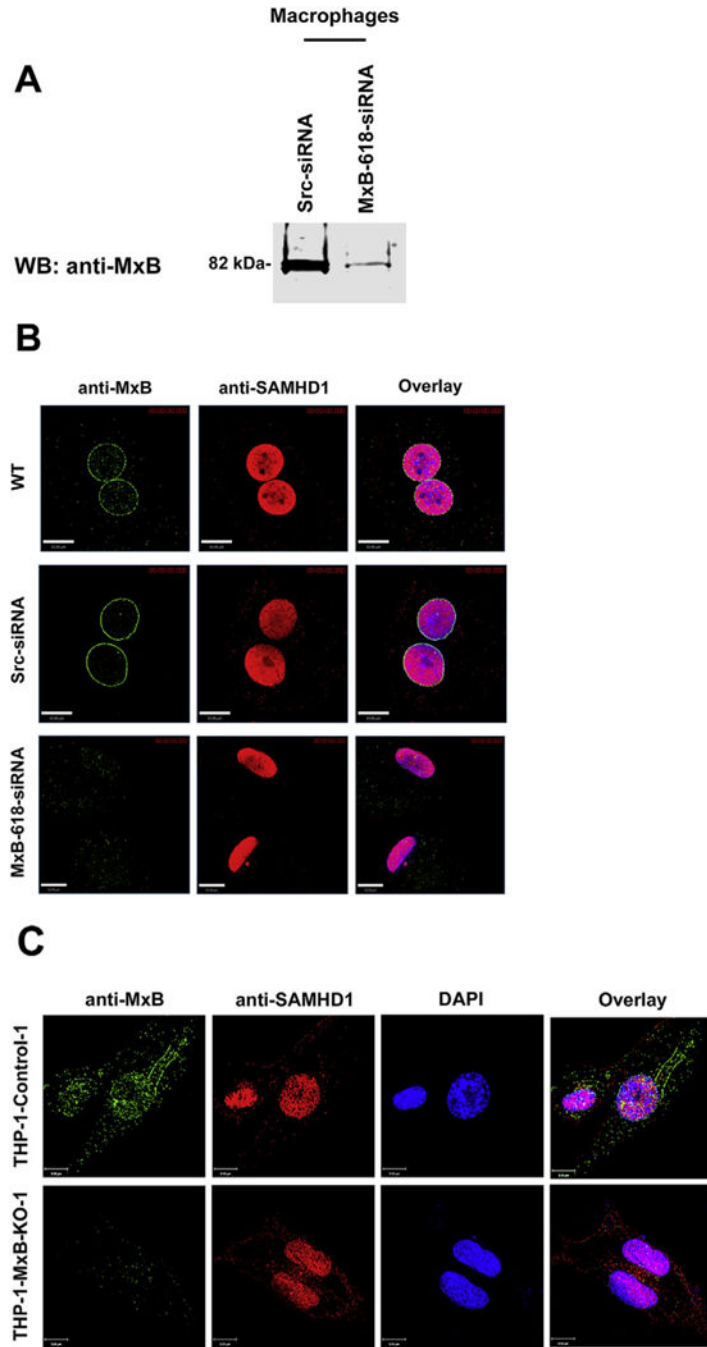 Macrophages
A
Src-siRNA
MxB-618-siRNA
WB: anti-MxB
82 kDa-
B
anti-MxB
anti-SAMHD1
Overlay
WT
Src-siRNA
MxB-618-siRNA
C
anti-MxB
anti-SAMHD1
DAPI
Overlay
THP-1-Control-1
THP-1-MxB-KO-1